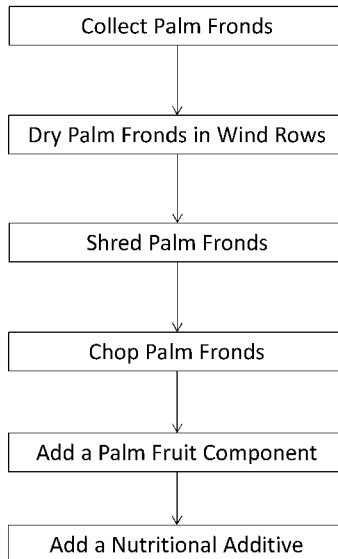 Collect Palm Fronds
Dry Palm Fronds in Wind Rows
Shred Palm Fronds
Chop Palm Fronds
Add a Palm Fruit Component
Add a Nutritional Additive